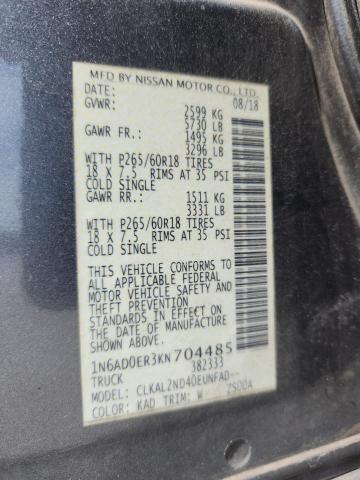 MFD BY NISSAN MOTOR CO., LTD.
DATE: 08/18
GVWR: 2599 KG
5730 LB
GAWR FR.: 1495 KG
3296 LB
WITH P265/60R18 TIRES
18 X 7.5 RIMS AT 35 PSI
COLD SINGLE
GAWR RR.: 1511 KG
3331 LB
WITH P265/60R18 TIRES
18 X 7.5 RIMS AT 35 PSI
COLD SINGLE
THIS VEHICLE CONFORMS TO
ALL APPLICABLE FEDERAL
MOTOR VEHICLE SAFETY AND
THEFT PREVENTION
STANDARDS IN EFFECT ON
THE DATE OF MANUFACTURE
SHOWN ABOVE.
1N6AD0ER3KN704485
TRUCK 382333
CLKAL2ND40EUNFAD--
COLOR: KAD TRIM: W ZS00A